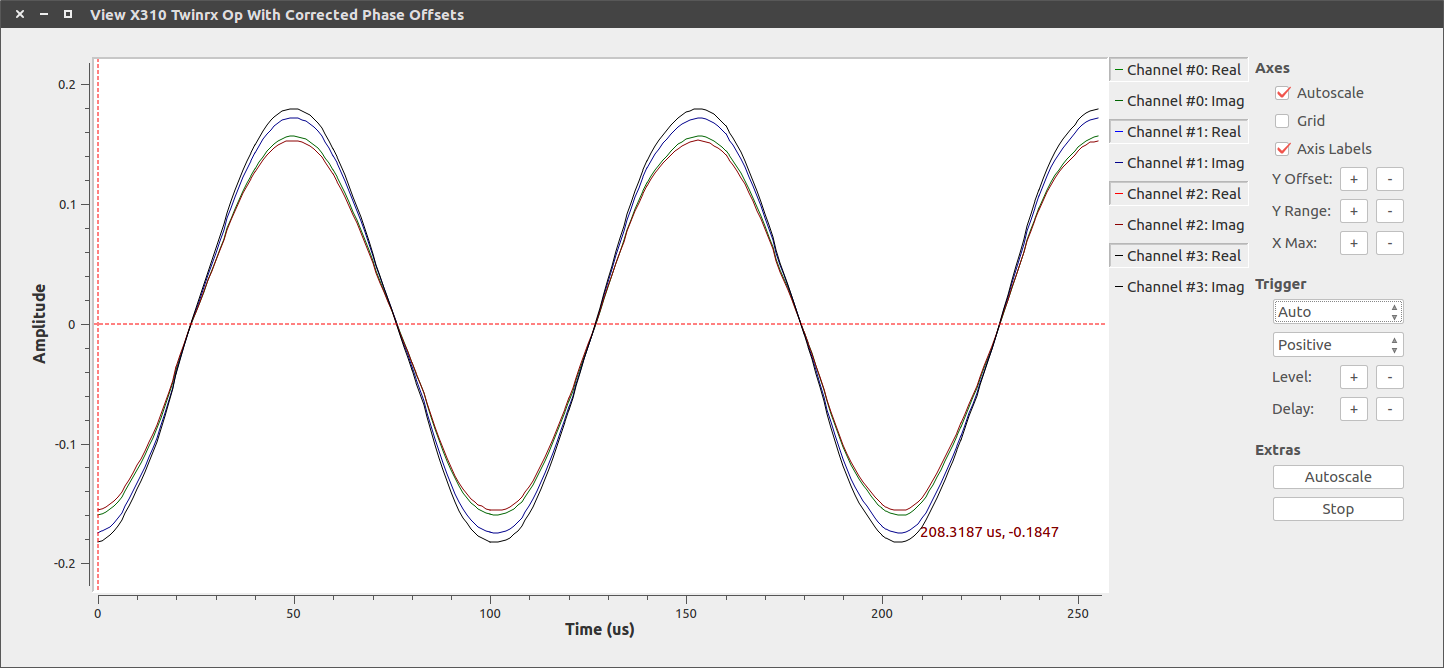 View X310 Twinrx Op With Corrected Phase Offsets
0.2
0.1
0
-0.1
-0.2
Amplitude
208.3187 us, -0.1847
0 50 100 150 200 250
Time (us)
Channel #0: Real
Channel #0: Imag
Channel #1: Real
Channel #1: Imag
Channel #2: Real
Channel #2: Imag
Channel #3: Real
Channel #3: Imag
Axes
Autoscale
Grid
Axis Labels
Y Offset: + -
Y Range: + -
X Max: + -
Trigger
Auto
Positive
Level: + -
Delay: + -
Extras
Autoscale
Stop